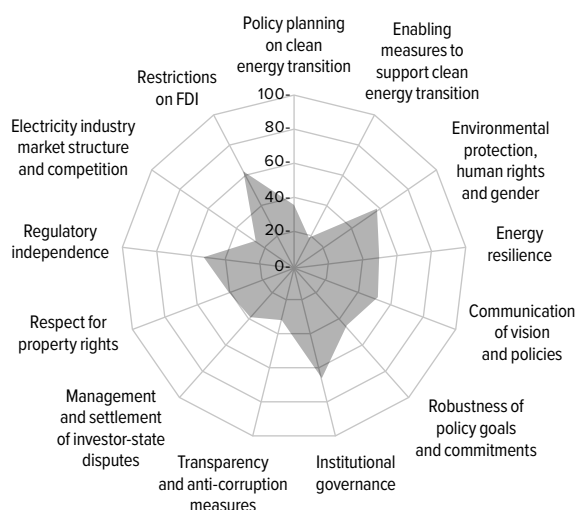 Policy planning
on clean
energy transition
Enabling
measures to
support clean
energy transition
Environmental
protection,
human rights
and gender
Energy
resilience
Communication
of vision
and policies
Robustness of
policy goals
and commitments
Institutional
governance
Transparency
and anti-corruption
measures
Management
and settlement
of investor-state
disputes
Respect for
property rights
Regulatory
independence
Electricity industry
market structure
and competition
Restrictions
on FDI
100-
80-
60-
40-
20-
0-